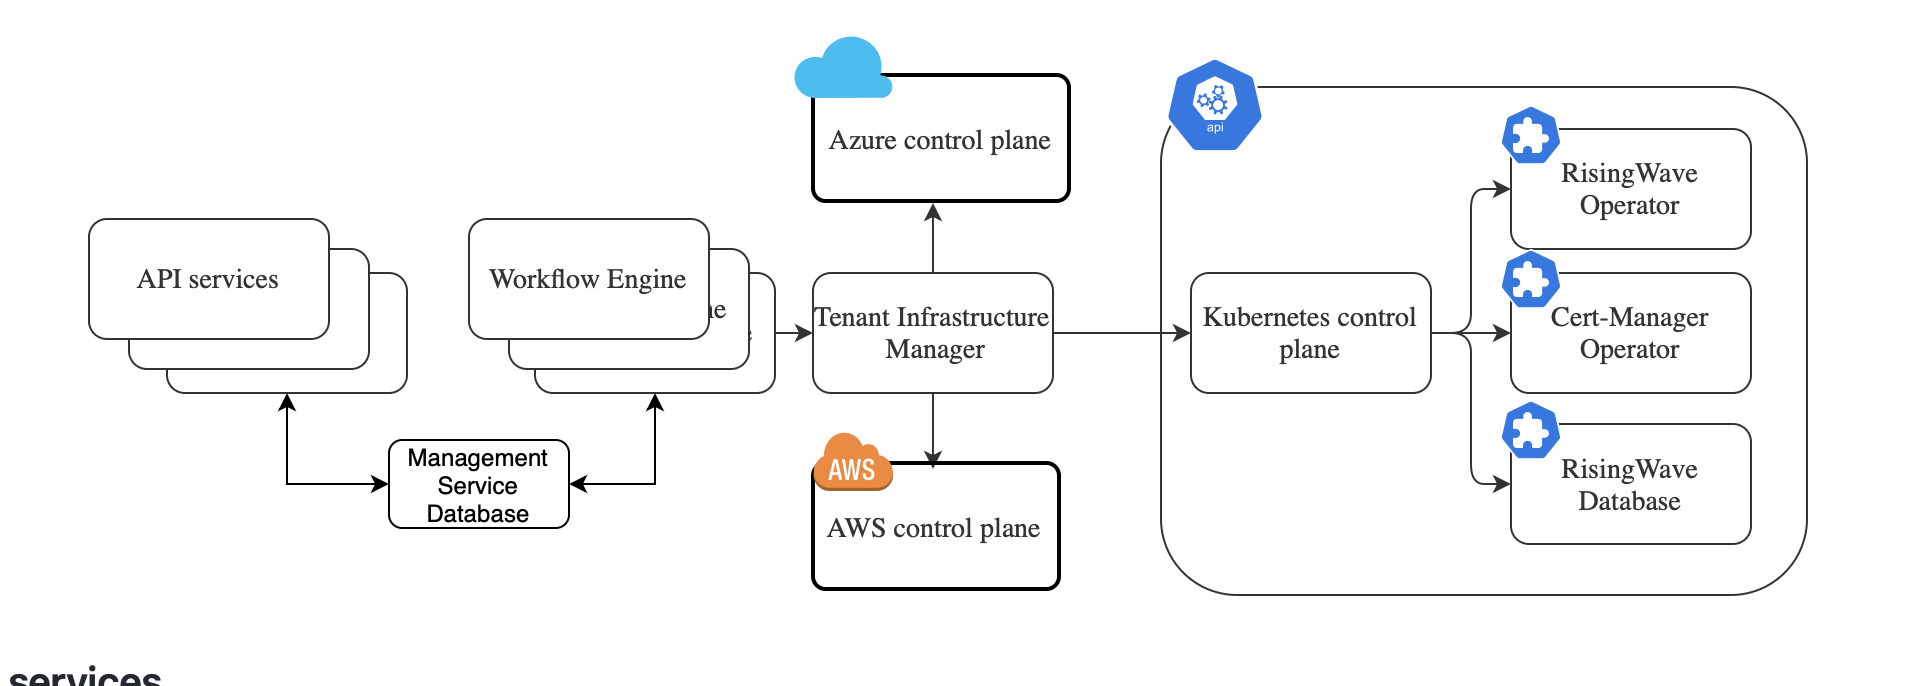 Azure control plane
api
RisingWave
Operator
API services
Workflow Engine
Tenant Infrastructure
Manager
Kubernetes control
plane
Cert-Manager
Operator
Management
Service
Database
AWS
AWS control plane
RisingWave
Database
services